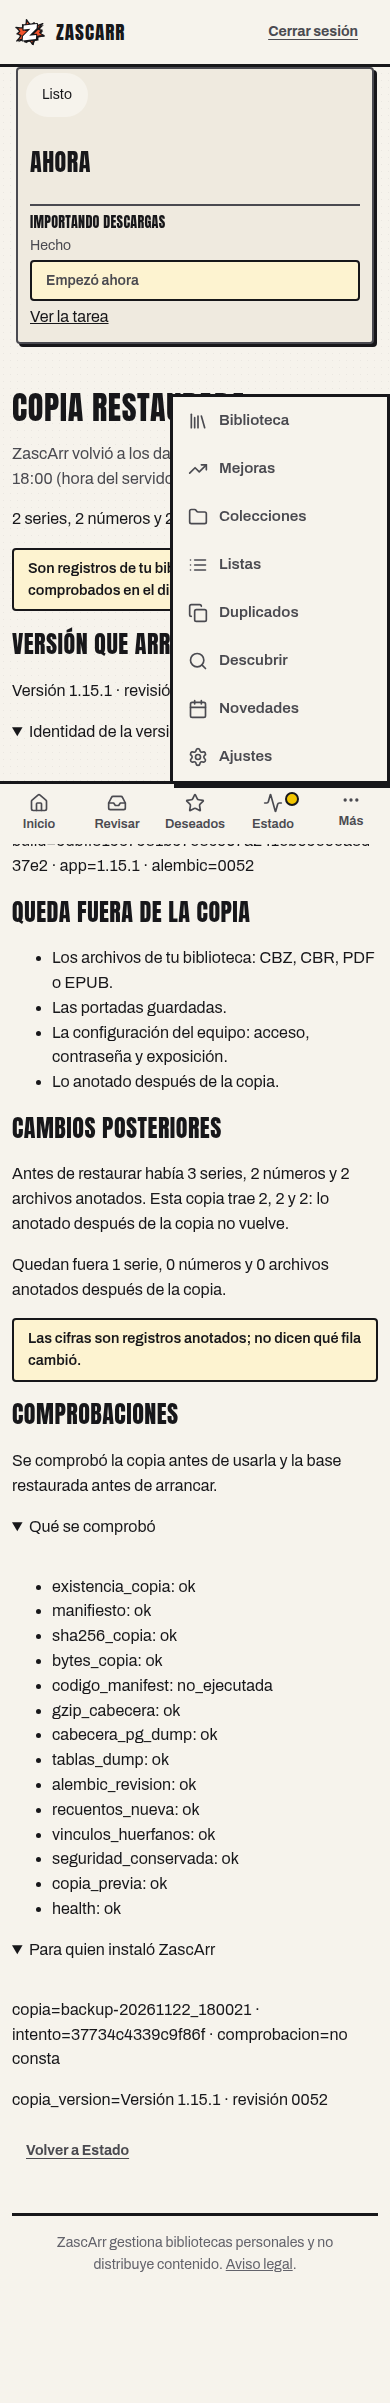 ZASCARR
Cerrar sesión
Listo
AHORA
IMPORTANDO DESCARGAS
Hecho
Empezó ahora
Ver la tarea
COPIA
ZascArr volvió a los
18:00 (hora del
2 series, 2 números y
Son registros de tu
comprobados en el
VERSIÓN QUE
Versión 1.15.1 ·
Identidad de la
Biblioteca
Mejoras
Colecciones
Listas
Duplicados
Descubrir
Novedades
Ajustes
Inicio
Revisar
Deseados
Estado
Más
37e2 · app=1.15.1 · alembic=0052
QUEDA FUERA DE LA COPIA
Los archivos de tu biblioteca: CBZ, CBR, PDF
o EPUB.
Las portadas guardadas.
La configuración del equipo: acceso,
contraseña y exposición.
Lo anotado después de la copia.
CAMBIOS POSTERIORES
Antes de restaurar había 3 series, 2 números y 2
archivos anotados. Esta copia trae 2, 2 y 2: lo
anotado después de la copia no vuelve.
Quedan fuera 1 serie, 0 números y 0 archivos
anotados después de la copia.
Las cifras son registros anotados; no dicen qué fila
cambió.
COMPROBACIONES
Se comprobó la copia antes de usarla y la base
restaurada antes de arrancar.
Qué se comprobó
existencia_copia: ok
manifiesto: ok
sha256_copia: ok
bytes_copia: ok
codigo_manifest: no_ejecutada
gzip_cabecera: ok
cabecera_pg_dump: ok
tablas_dump: ok
alembic_revision: ok
recuentos_nueva: ok
vinculos_huerfanos: ok
seguridad_conservada: ok
copia_previa: ok
health: ok
Para quien instaló ZascArr
copia=backup-20261122_180021 ·
intento=37734c4339c9f86f · comprobacion=no
consta
copia_version=Versión 1.15.1 · revisión 0052
Volver a Estado
ZascArr gestiona bibliotecas personales y no
distribuye contenido. Aviso legal.